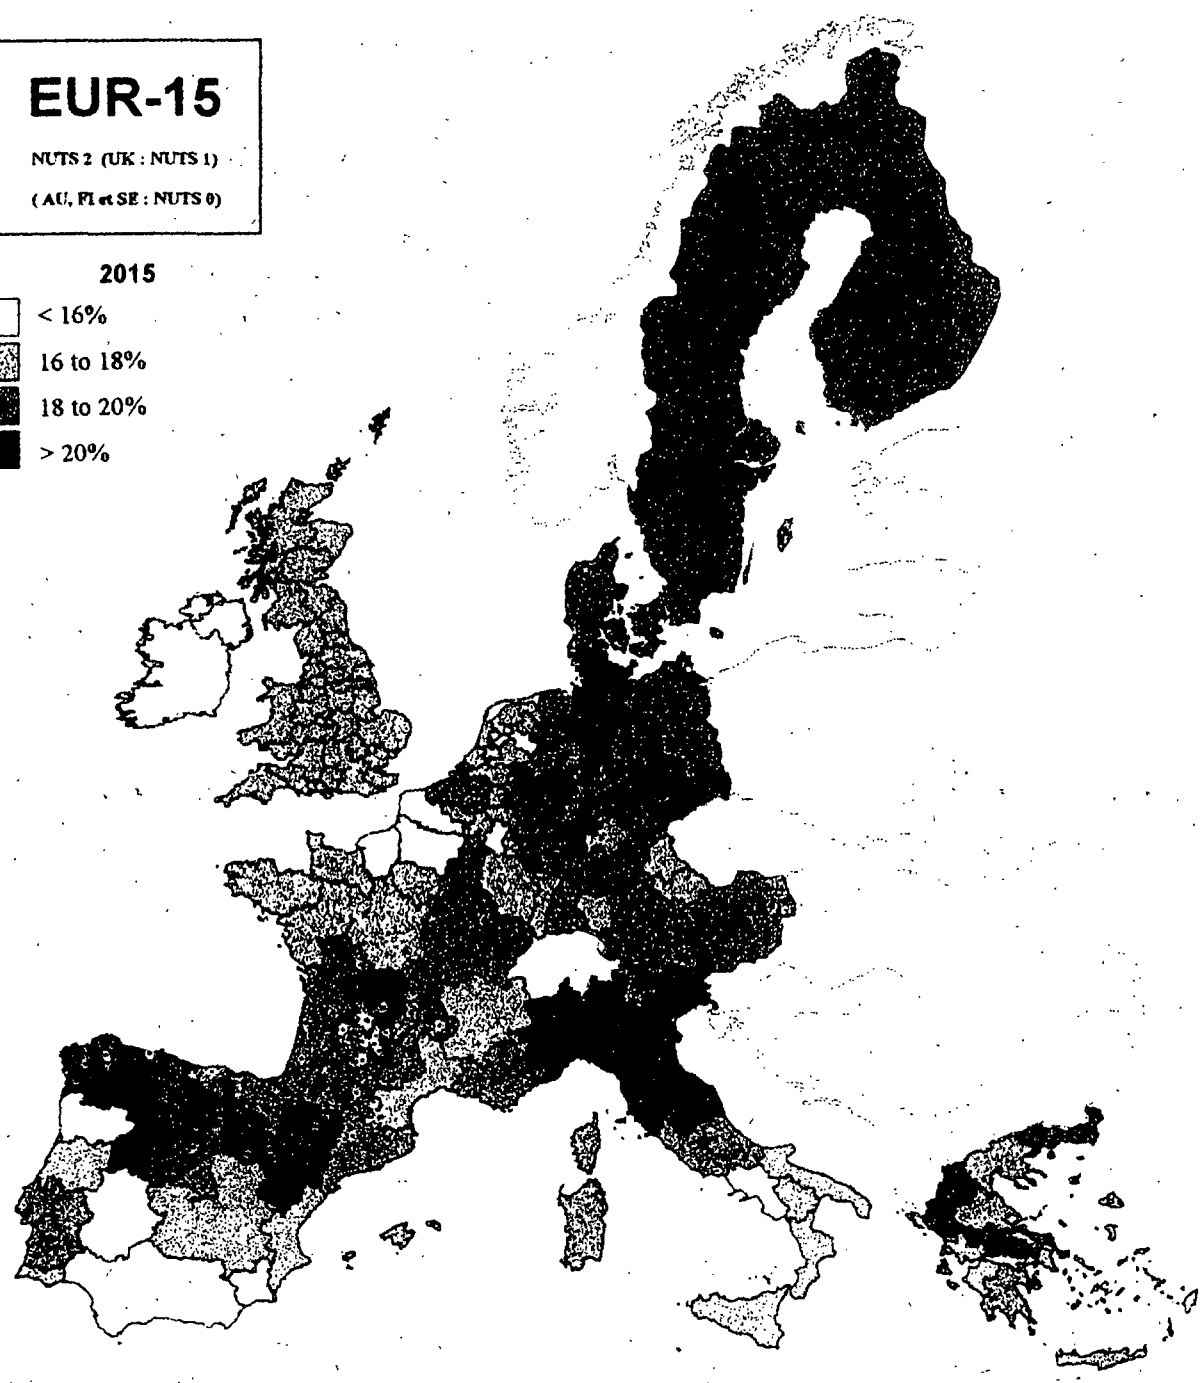 EUR-15
NUTS 2 (UK : NUTS 1)
( AU, FI et SE : NUTS 0)
2015
< 16%
16 to 18%
18 to 20%
> 20%